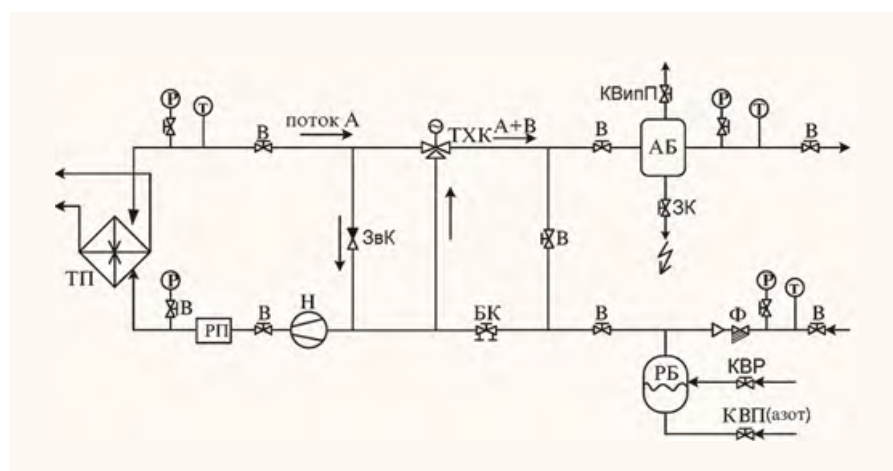 КВипП
P
T
P
T
В
поток А
ТХК
А+В
В
АБ
В
ЗвК
В
ЗК
ТП
P
В
РП
В
Н
БК
В
Ф
P
T
В
РБ
КВР
КВП(азот)